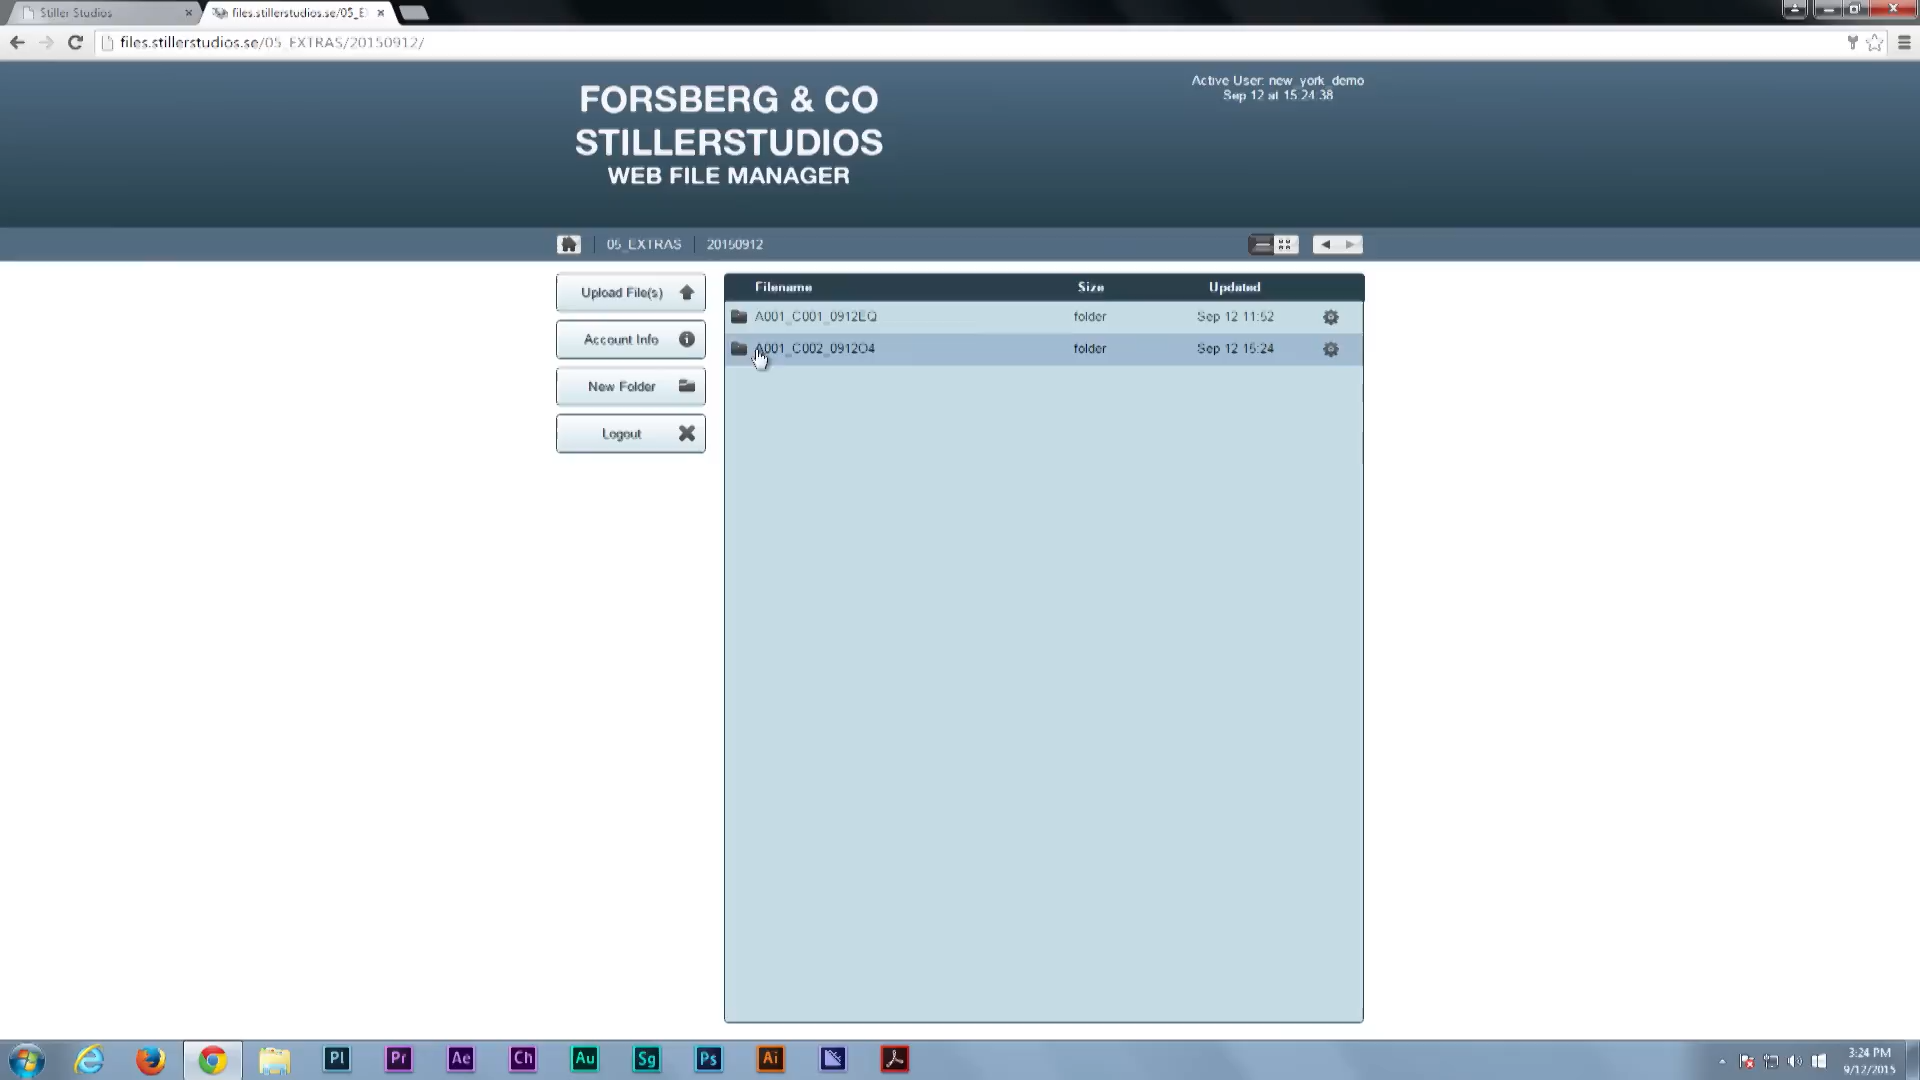 Stiller Studios
files.stillerstudios.se/05_E
files.stillerstudios.se/05_EXTRAS/20150912/
FORSBERG & CO
STILLERSTUDIOS
WEB FILE MANAGER
Active User: new_york_demo
Sep 12 at 15:24:38
05_EXTRAS
20150912
Upload File(s)
Account Info
New Folder
Logout
Filename Size Updated
A001_C001_0912EQ folder Sep 12 11:52
A001_C002_0912O4 folder Sep 12 15:24
Pl Pr Ae Ch Au Sg Ps Ai
3:24 PM
9/12/2015